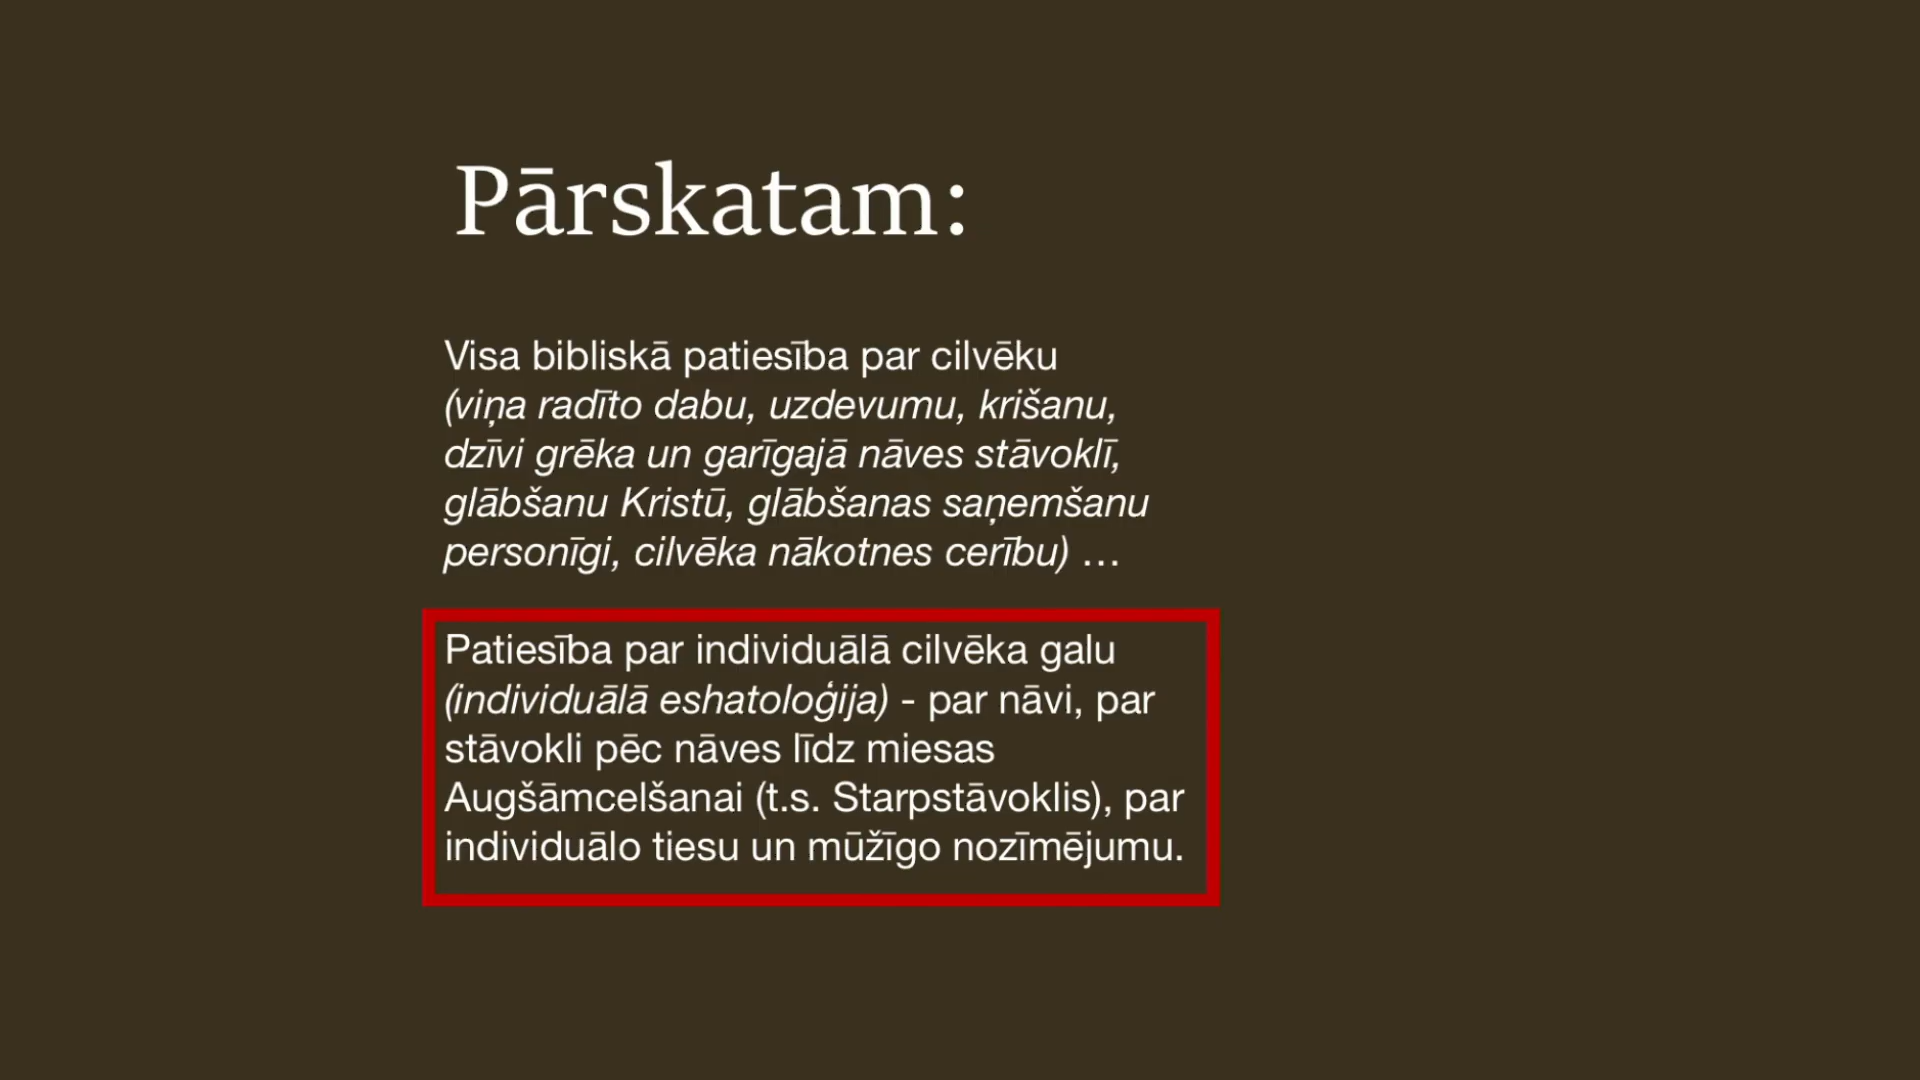 Pārskatam:
Visa bibliskā patiesība par cilvēku
(viņa radīto dabu, uzdevumu, krišanu,
dzīvi grēka un garīgajā nāves stāvoklī,
glābšanu Kristū, glābšanas saņemšanu
personīgi, cilvēka nākotnes cerību) …
Patiesība par individuālā cilvēka galu
(individuālā eshatoloģija) - par nāvi, par
stāvokli pēc nāves līdz miesas
Augšāmcelšanai (t.s. Starpstāvoklis), par
individuālo tiesu un mūžīgo nozīmējumu.